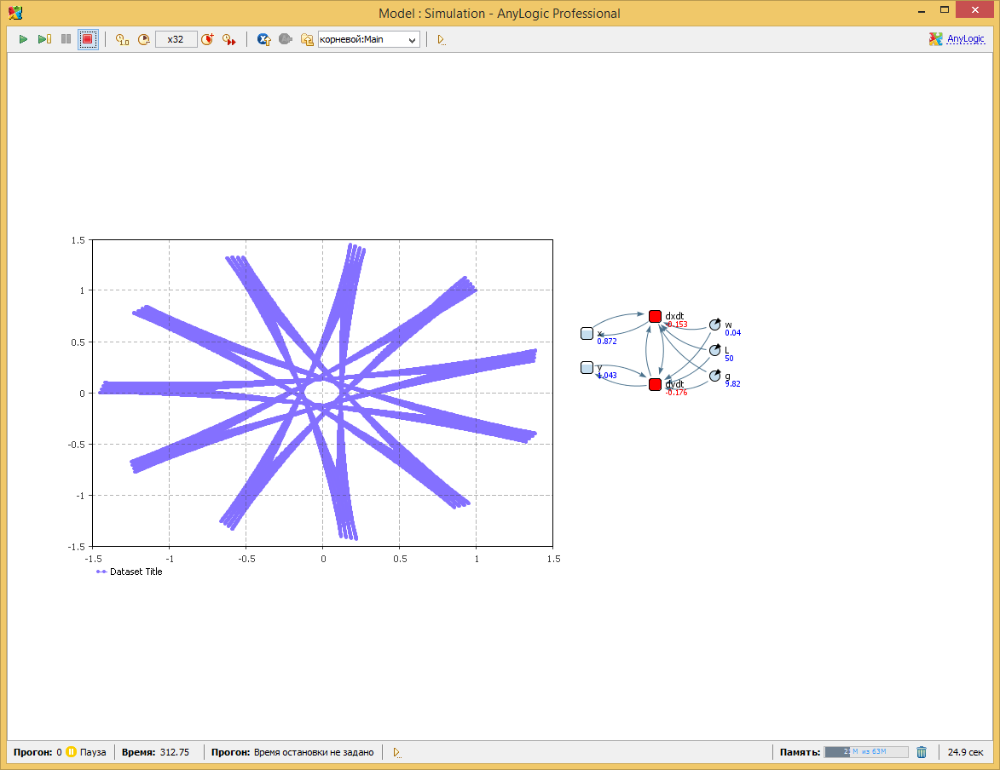 Model : Simulation - AnyLogic Professional
1.0 x32 корневой:Main AnyLogic
1.5
1
0.5
0
-0.5
-1
-1.5
-1.5 -1 -0.5 0 0.5 1 1.5
Dataset Title
dxdt
-0.153
x
0.872
w
0.04
L
50
y
1.043
g
9.82
dydt
-0.176
Прогон: 0 Пауза Время: 312.75 Прогон: Время остановки не задано Память: М из 63М 24.9 сек